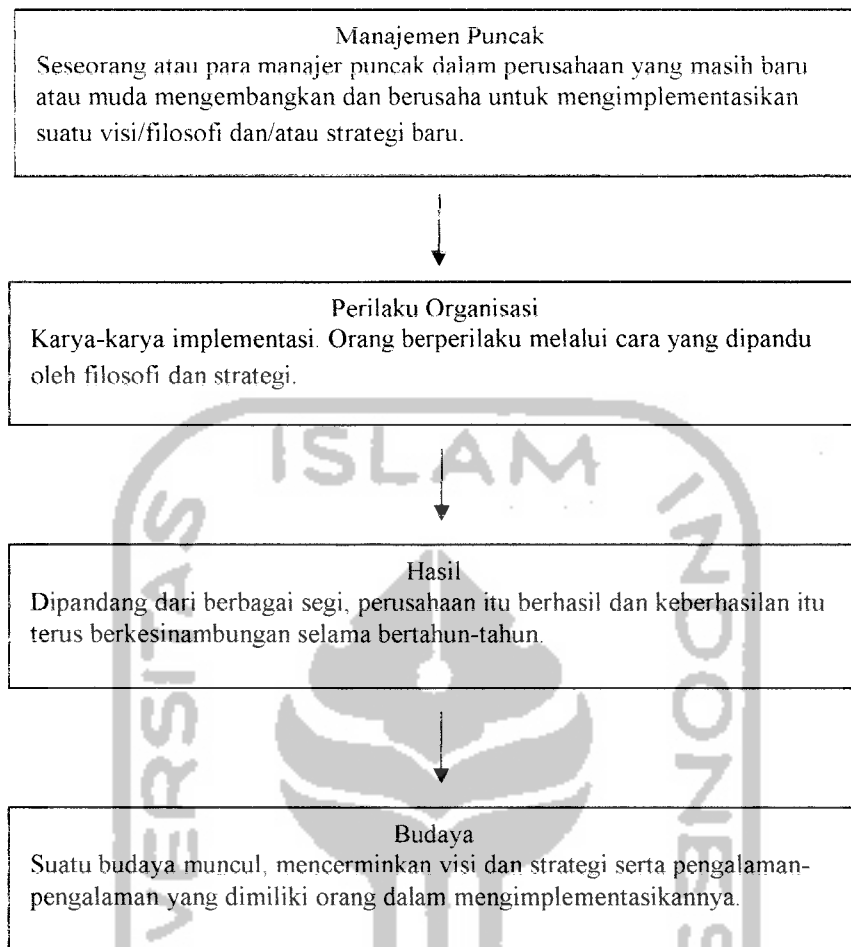 Manajemen Puncak
Seseorang atau para manajer puncak dalam perusahaan yang masih baru
atau muda mengembangkan dan berusaha untuk mengimplementasikan
suatu visi/filosofi dan/atau strategi baru.
Perilaku Organisasi
Karya-karya implementasi. Orang berperilaku melalui cara yang dipandu
oleh filosofi dan strategi.
ISLAM
Hasil
Dipandang dari berbagai segi, perusahaan itu berhasil dan keberhasilan itu
terus berkesinambungan selama bertahun-tahun.
VERSITAS
INDONES
Budaya
Suatu budaya muncul, mencerminkan visi dan strategi serta pengalaman-
pengalaman yang dimiliki orang dalam mengimplementasikannya.